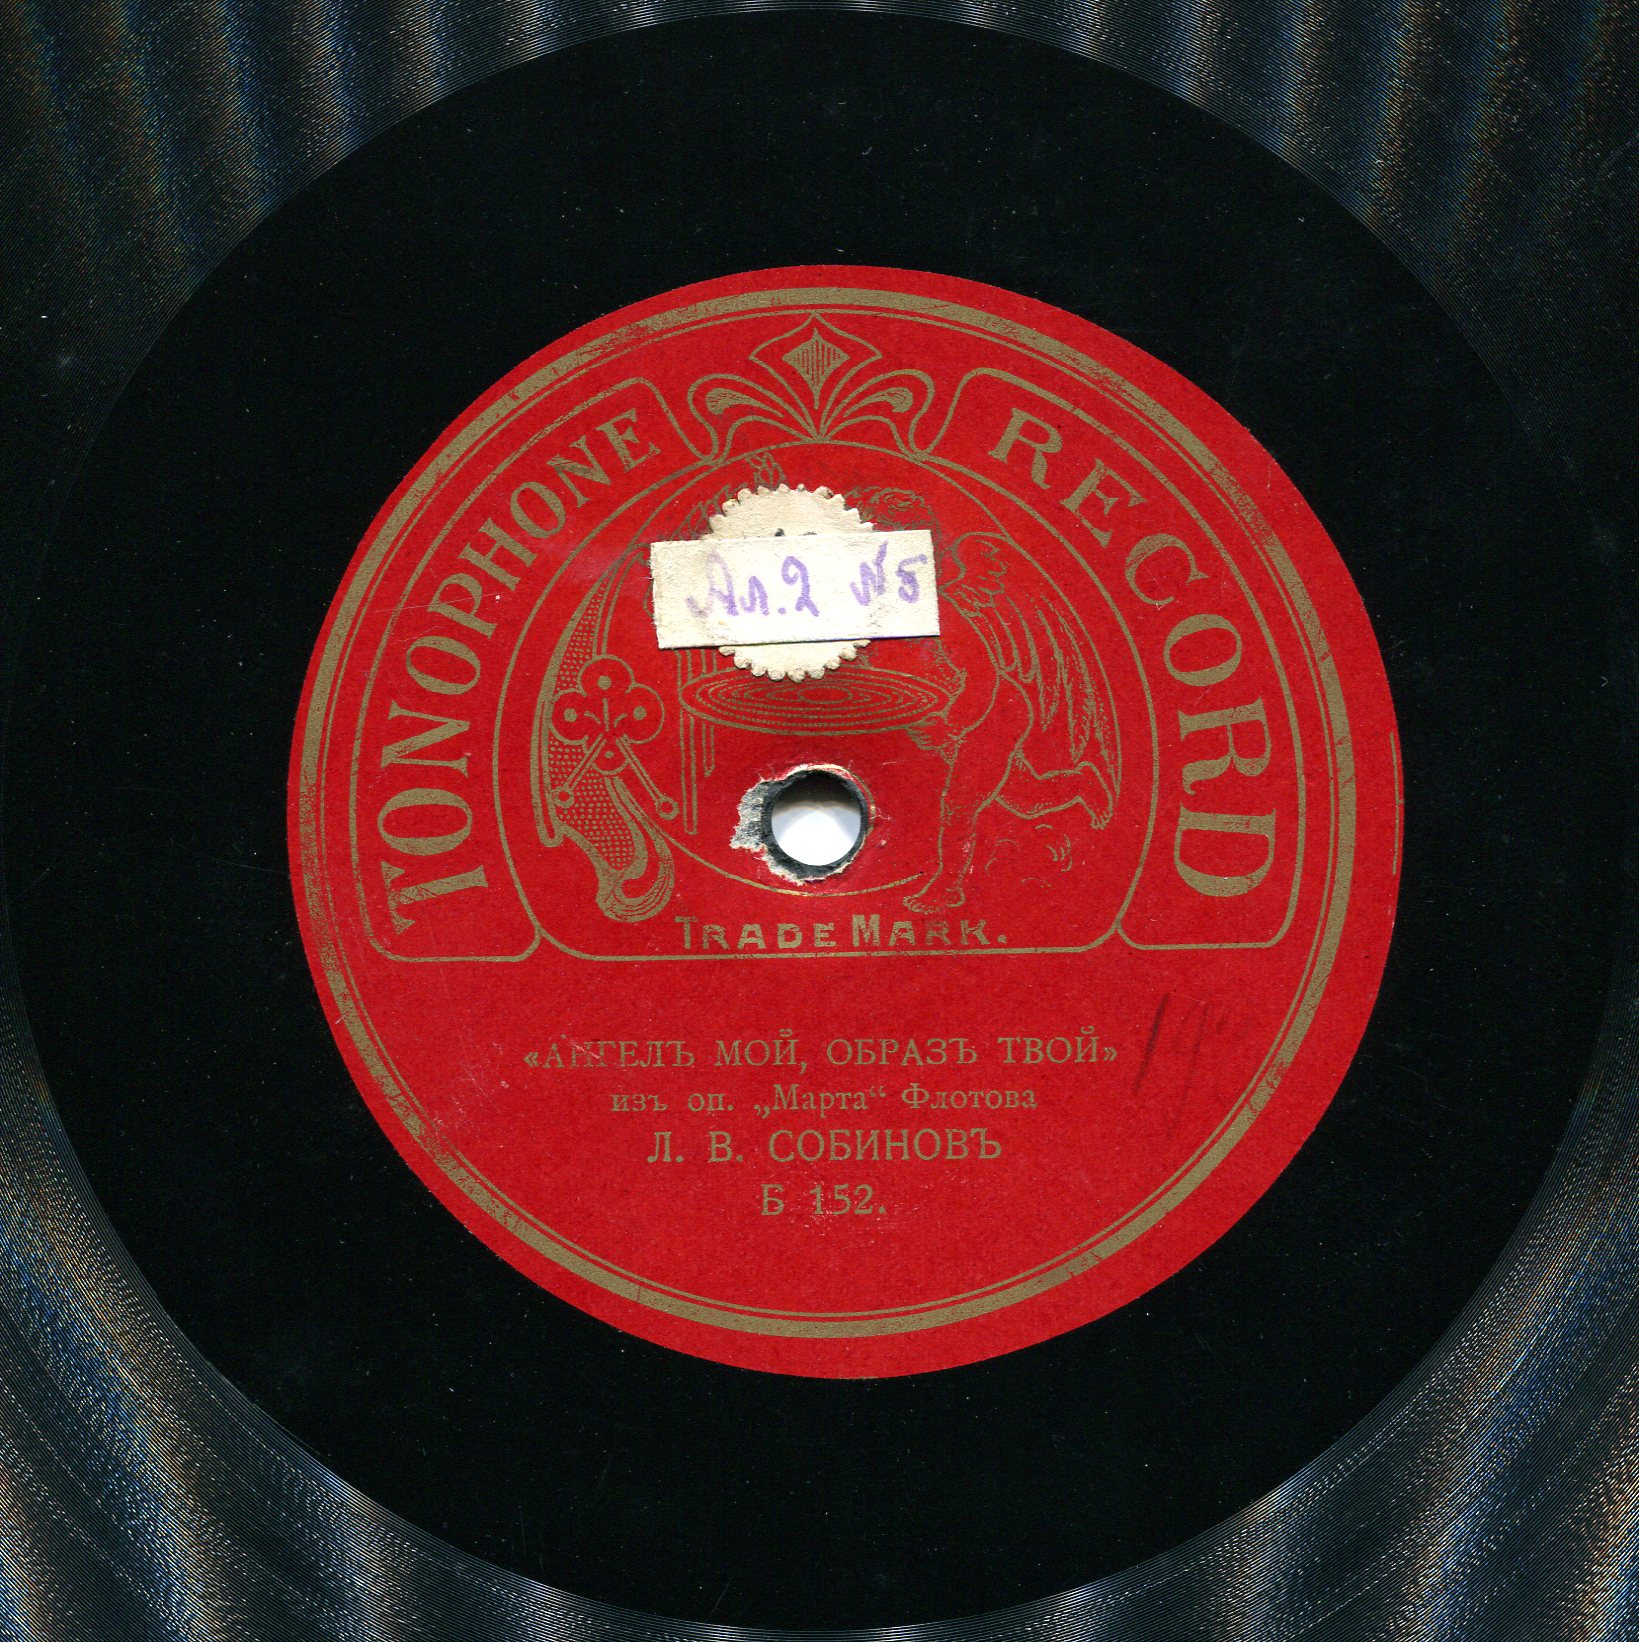 TONOPHONE RECORD
Ал. 2 №5
TRADE MARK.
«АНГЕЛЪ МОЙ, ОБРАЗЪ ТВОЙ»
изъ оп. „Марта“ Флотова
Л. В. СОБИНОВЪ
Б 152.